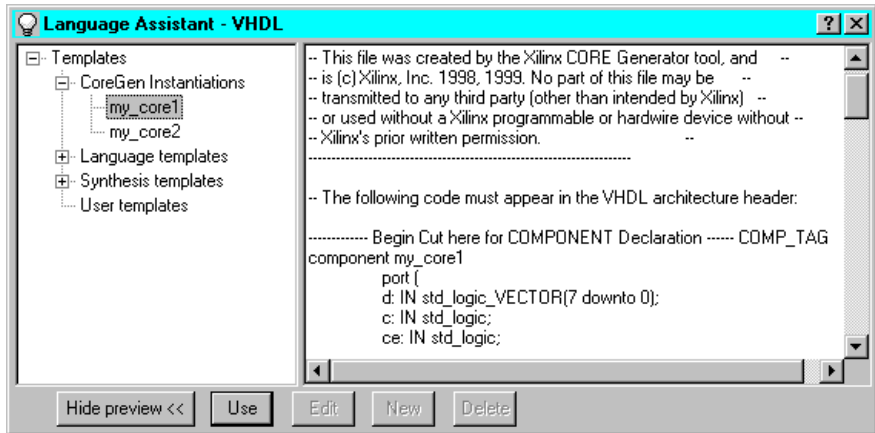 Language Assistant - VHDL
Templates
CoreGen Instantiations
my_core1
my_core2
Language templates
Synthesis templates
User templates
-- This file was created by the Xilinx CORE Generator tool, and --
-- is (c) Xilinx, Inc. 1998, 1999. No part of this file may be --
-- transmitted to any third party (other than intended by Xilinx) --
-- or used without a Xilinx programmable or hardwire device without --
-- Xilinx's prior written permission. --
----------------------------------------------------------------------
-- The following code must appear in the VHDL architecture header:
------------- Begin Cut here for COMPONENT Declaration ------ COMP_TAG
component my_core1
port (
d: IN std_logic_VECTOR(7 downto 0);
c: IN std_logic;
ce: IN std_logic;
Hide preview << Use Edit New Delete